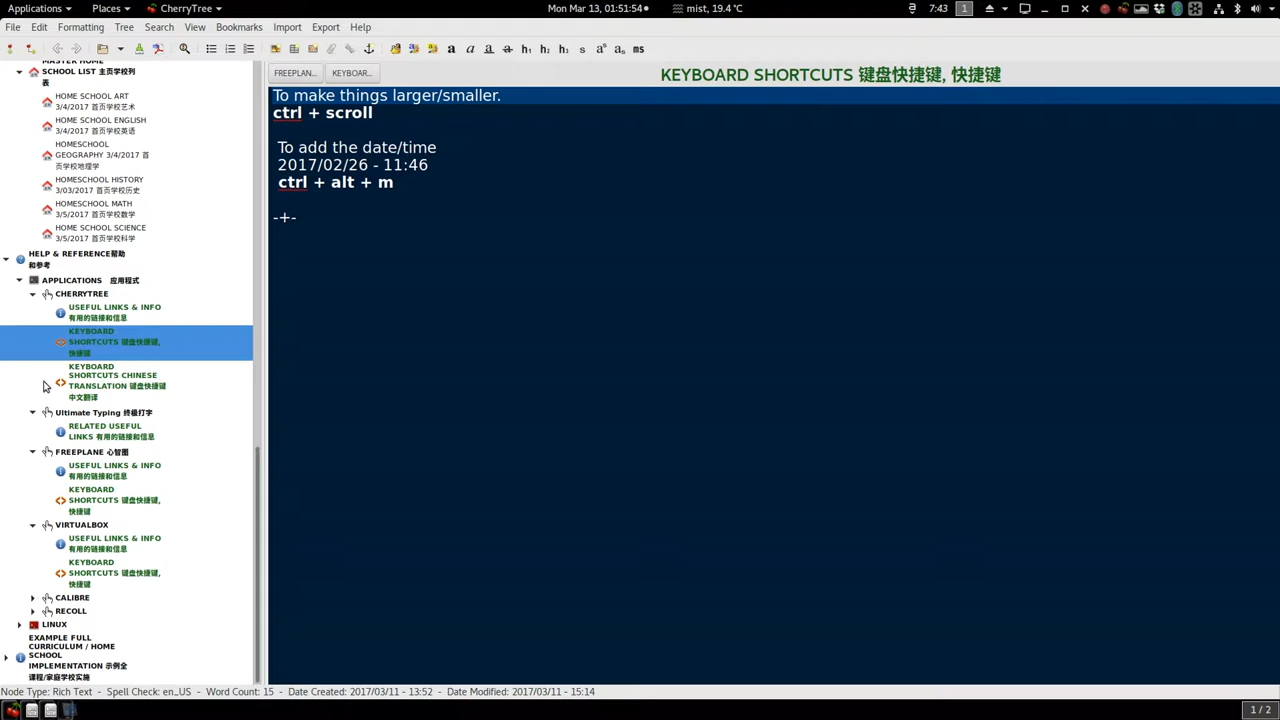 Applications
Places
CherryTree
Mon Mar 13, 01:51:54
mist, 19.4 °C
7:43
1
File Edit Formatting Tree Search View Bookmarks Import Export Help
a a a a h₁ h₂ h₃ s aˢ aₛ ms
MASTER HOME
SCHOOL LIST 主页学校列
表
HOME SCHOOL ART
3/4/2017 首页学校艺术
HOME SCHOOL ENGLISH
3/4/2017 首页学校英语
HOMESCHOOL
GEOGRAPHY 3/4/2017 首
页学校地理学
HOMESCHOOL HISTORY
3/03/2017 首页学校历史
HOMESCHOOL MATH
3/5/2017 首页学校数学
HOME SCHOOL SCIENCE
3/5/2017 首页学校科学
HELP & REFERENCE帮助
和参考
APPLICATIONS 应用程式
CHERRYTREE
USEFUL LINKS & INFO
有用的链接和信息
KEYBOARD
SHORTCUTS 键盘快捷键,
快捷键
KEYBOARD
SHORTCUTS CHINESE
TRANSLATION 键盘快捷键
中文翻译
Ultimate Typing 终极打字
RELATED USEFUL
LINKS 有用的链接和信息
FREEPLANE 心智图
USEFUL LINKS & INFO
有用的链接和信息
KEYBOARD
SHORTCUTS 键盘快捷键,
快捷键
VIRTUALBOX
USEFUL LINKS & INFO
有用的链接和信息
KEYBOARD
SHORTCUTS 键盘快捷键,
快捷键
CALIBRE
RECOLL
LINUX
EXAMPLE FULL
CURRICULUM / HOME
SCHOOL
IMPLEMENTATION 示例全
课程/家庭学校实施
FREEPLAN...
KEYBOAR...
KEYBOARD SHORTCUTS 键盘快捷键, 快捷键
To make things larger/smaller.
ctrl + scroll
To add the date/time
2017/02/26 - 11:46
ctrl + alt + m
-+-
Node Type: Rich Text - Spell Check: en_US - Word Count: 15 - Date Created: 2017/03/11 - 13:52 - Date Modified: 2017/03/11 - 15:14
1 / 2